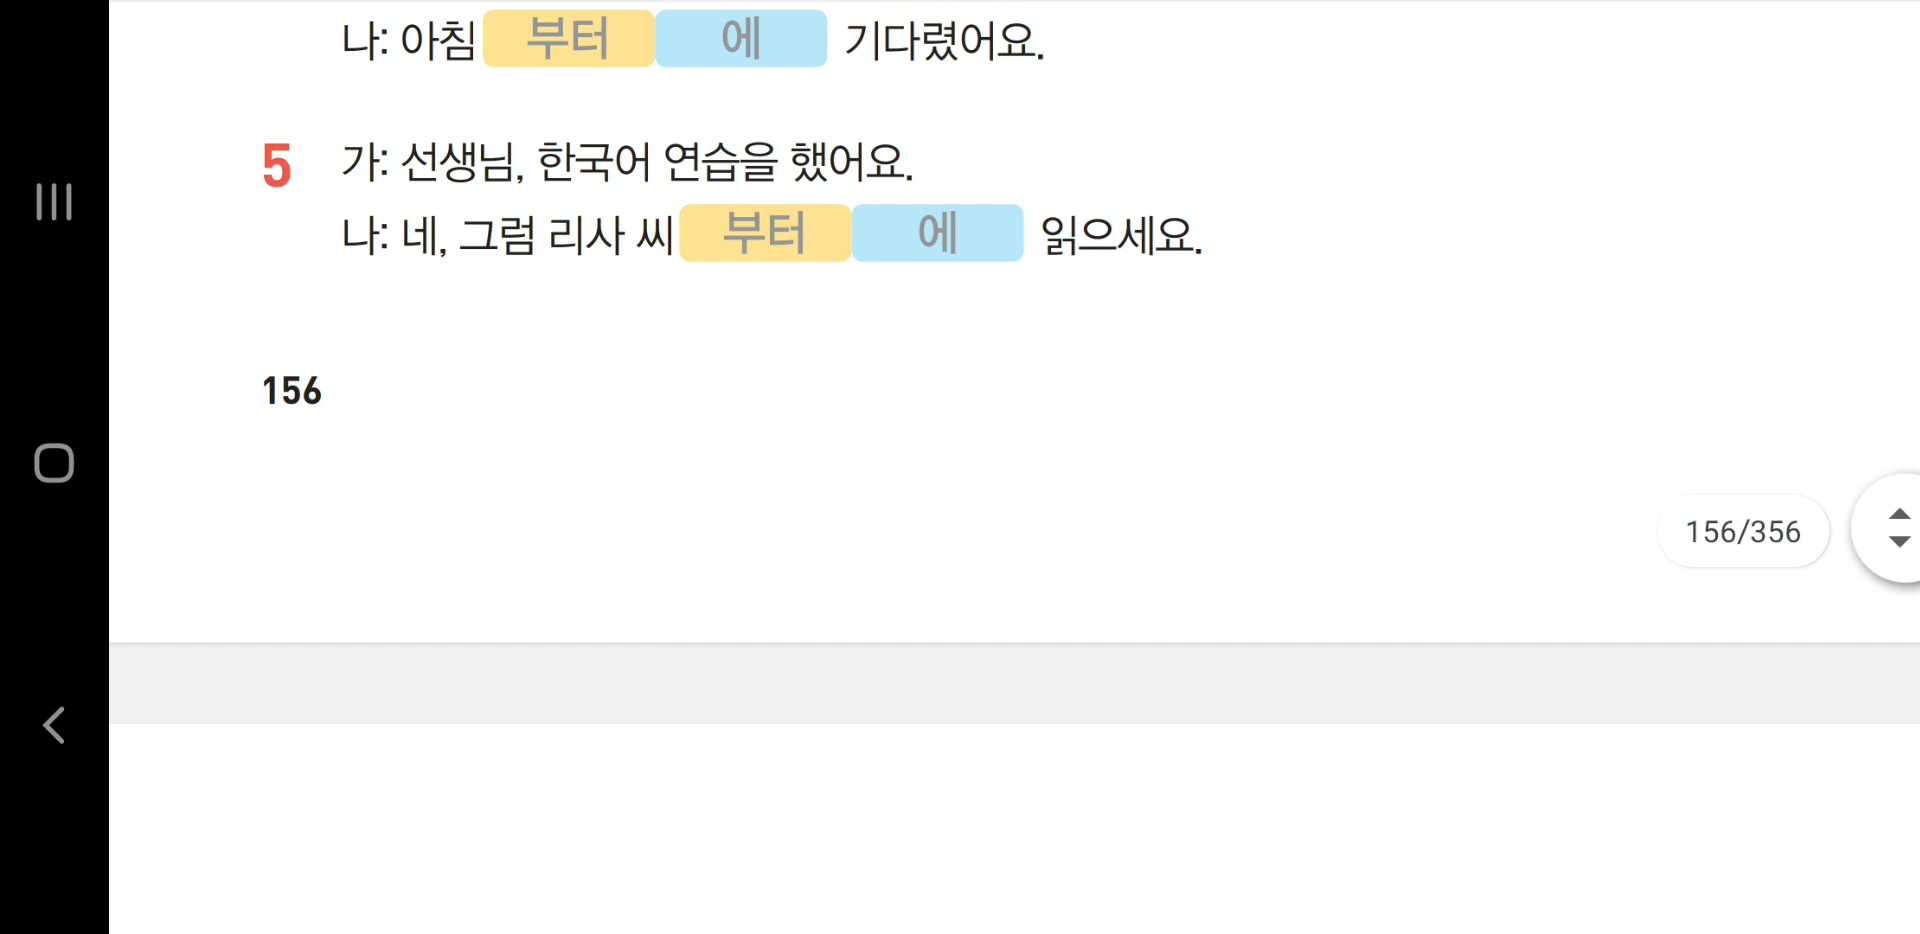 나: 아침 부터 에 기다렸어요.
5 가: 선생님, 한국어 연습을 했어요.
나: 네, 그럼 리사 씨 부터 에 읽으세요.
156
156/356